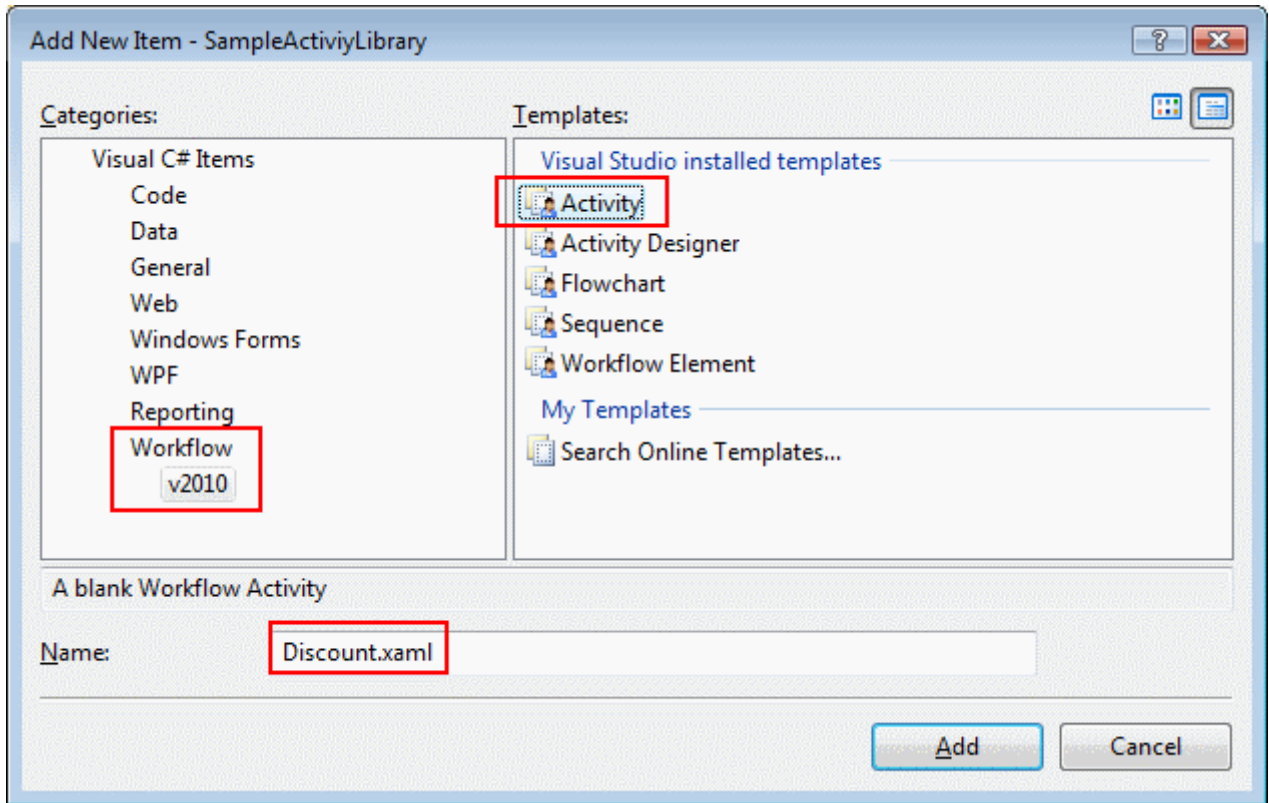 Add New Item - SampleActiviyLibrary
Categories:
Templates:
Visual C# Items
Code
Data
General
Web
Windows Forms
WPF
Reporting
Workflow
v2010
Visual Studio installed templates
Activity
Activity Designer
Flowchart
Sequence
Workflow Element
My Templates
Search Online Templates...
A blank Workflow Activity
Name:
Discount.xaml
Add
Cancel